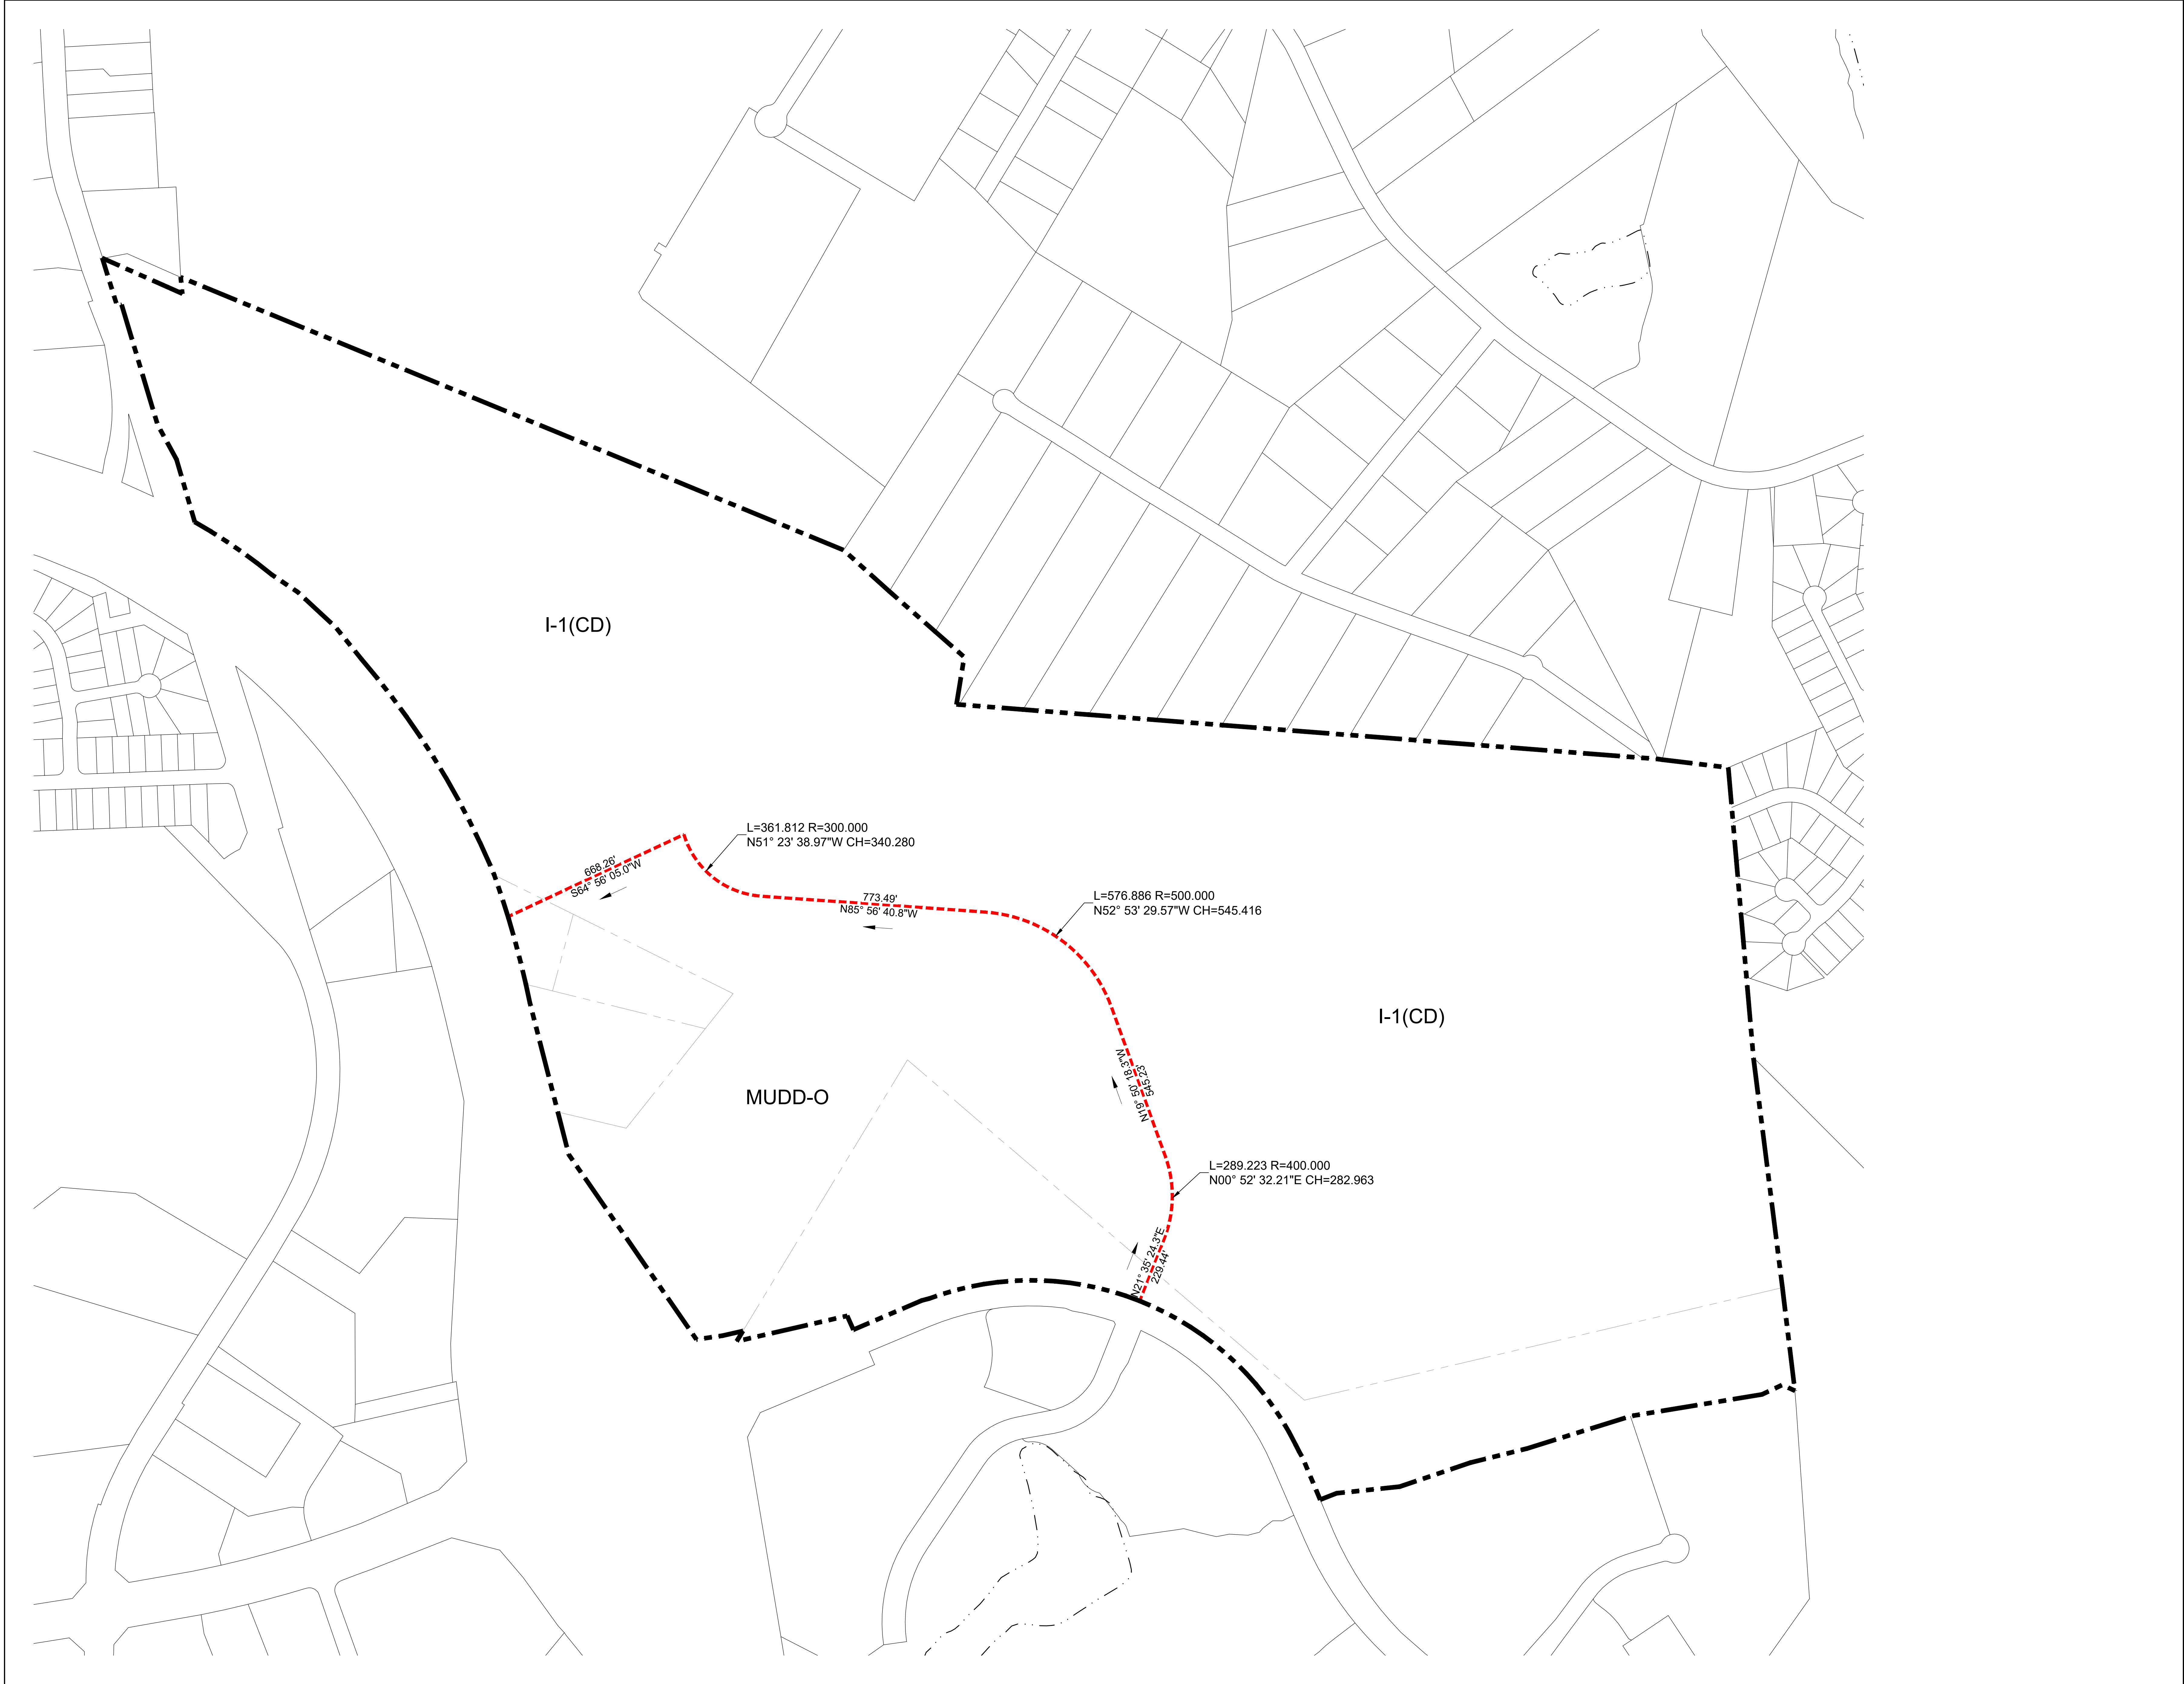 I-1(CD)
L=361.812 R=300.000
N51° 23' 38.97"W CH=340.280
668.26'
S64° 56' 05.0"W
773.49'
N85° 56' 40.8"W
L=576.886 R=500.000
N52° 53' 29.57"W CH=545.416
I-1(CD)
MUDD-O
N19° 50' 18.3"W
545.23'
L=289.223 R=400.000
N00° 52' 32.21"E CH=282.963
N21° 35' 24.3"E
229.44'